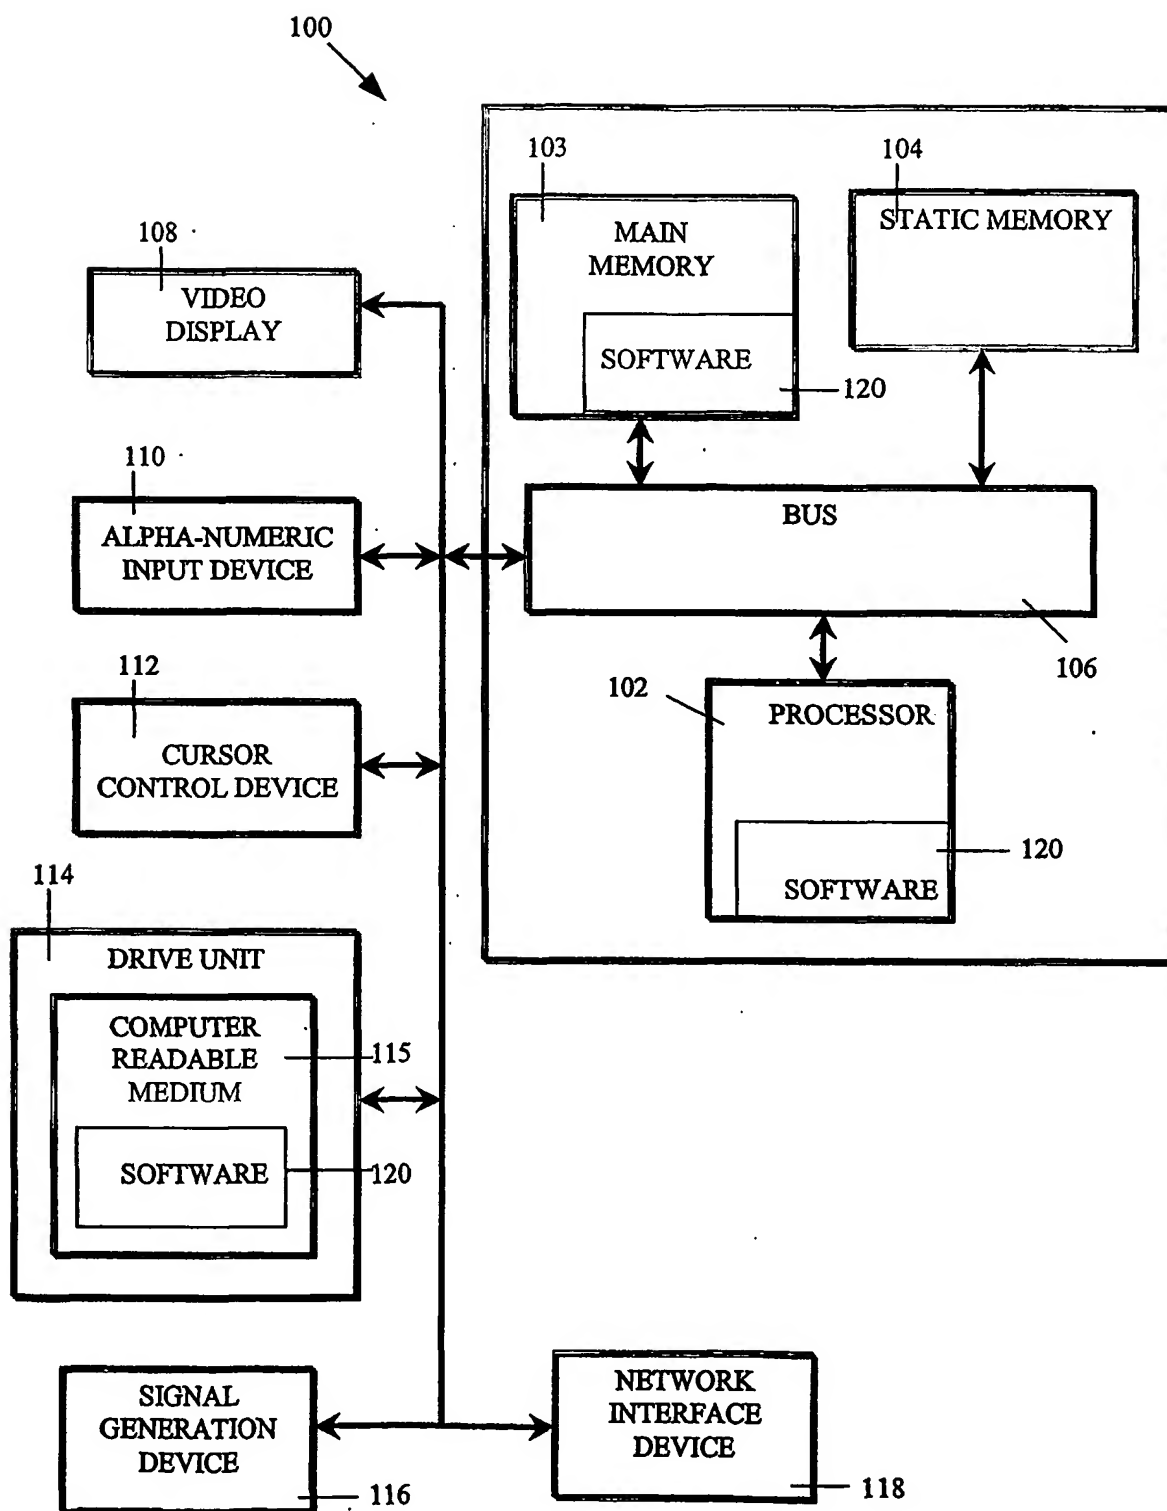 100
103
104
MAIN
MEMORY
STATIC MEMORY
108
VIDEO
DISPLAY
SOFTWARE
120
110
ALPHA-NUMERIC
INPUT DEVICE
BUS
106
112
CURSOR
CONTROL DEVICE
102
PROCESSOR
120
SOFTWARE
114
DRIVE UNIT
COMPUTER
READABLE
MEDIUM
115
SOFTWARE
120
SIGNAL
GENERATION
DEVICE
116
NETWORK
INTERFACE
DEVICE
118